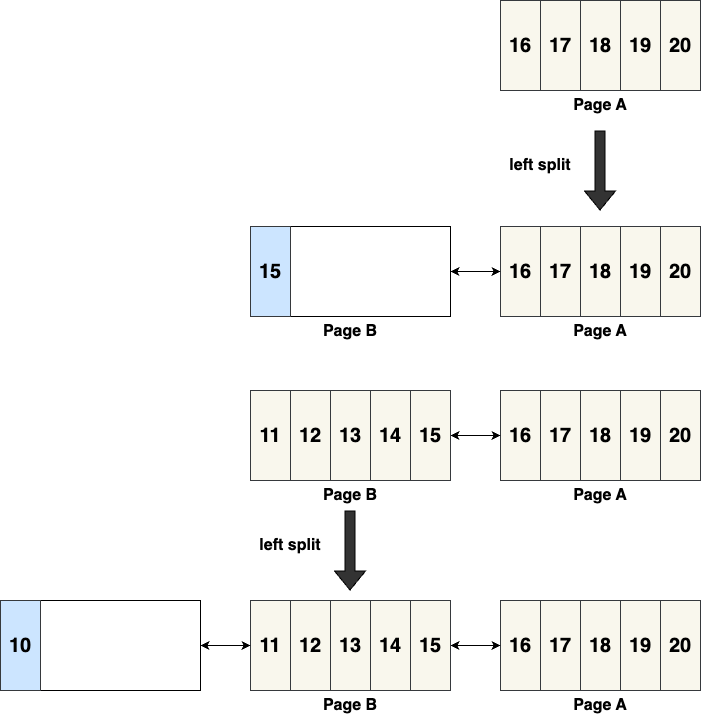 16 17 18 19 20
Page A
left split
15 16 17 18 19 20
Page B Page A
11 12 13 14 15 16 17 18 19 20
Page B Page A
left split
10 11 12 13 14 15 16 17 18 19 20
Page B Page A